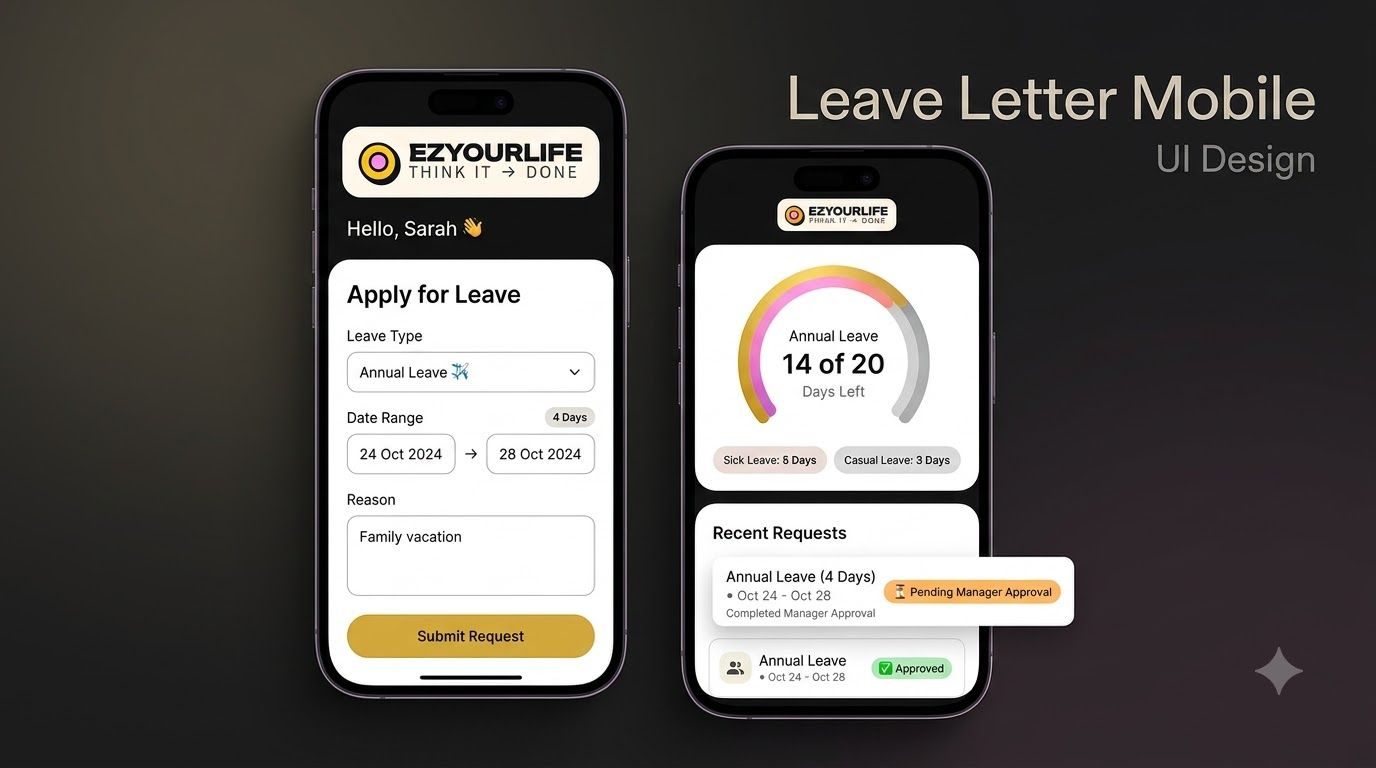 Leave Letter Mobile
UI Design
EZYOURLIFE
THINK IT → DONE
Hello, Sarah 👋
Apply for Leave
Leave Type
Annual Leave ✈️
Date Range
4 Days
24 Oct 2024 → 28 Oct 2024
Reason
Family vacation
Submit Request
EZYOURLIFE
DONE
Annual Leave
14 of 20
Days Left
Sick Leave: 5 Days
Casual Leave: 3 Days
Recent Requests
Annual Leave (4 Days)
• Oct 24 - Oct 28
Completed Manager Approval
⏳ Pending Manager Approval
Annual Leave
• Oct 24 - Oct 28
✅ Approved